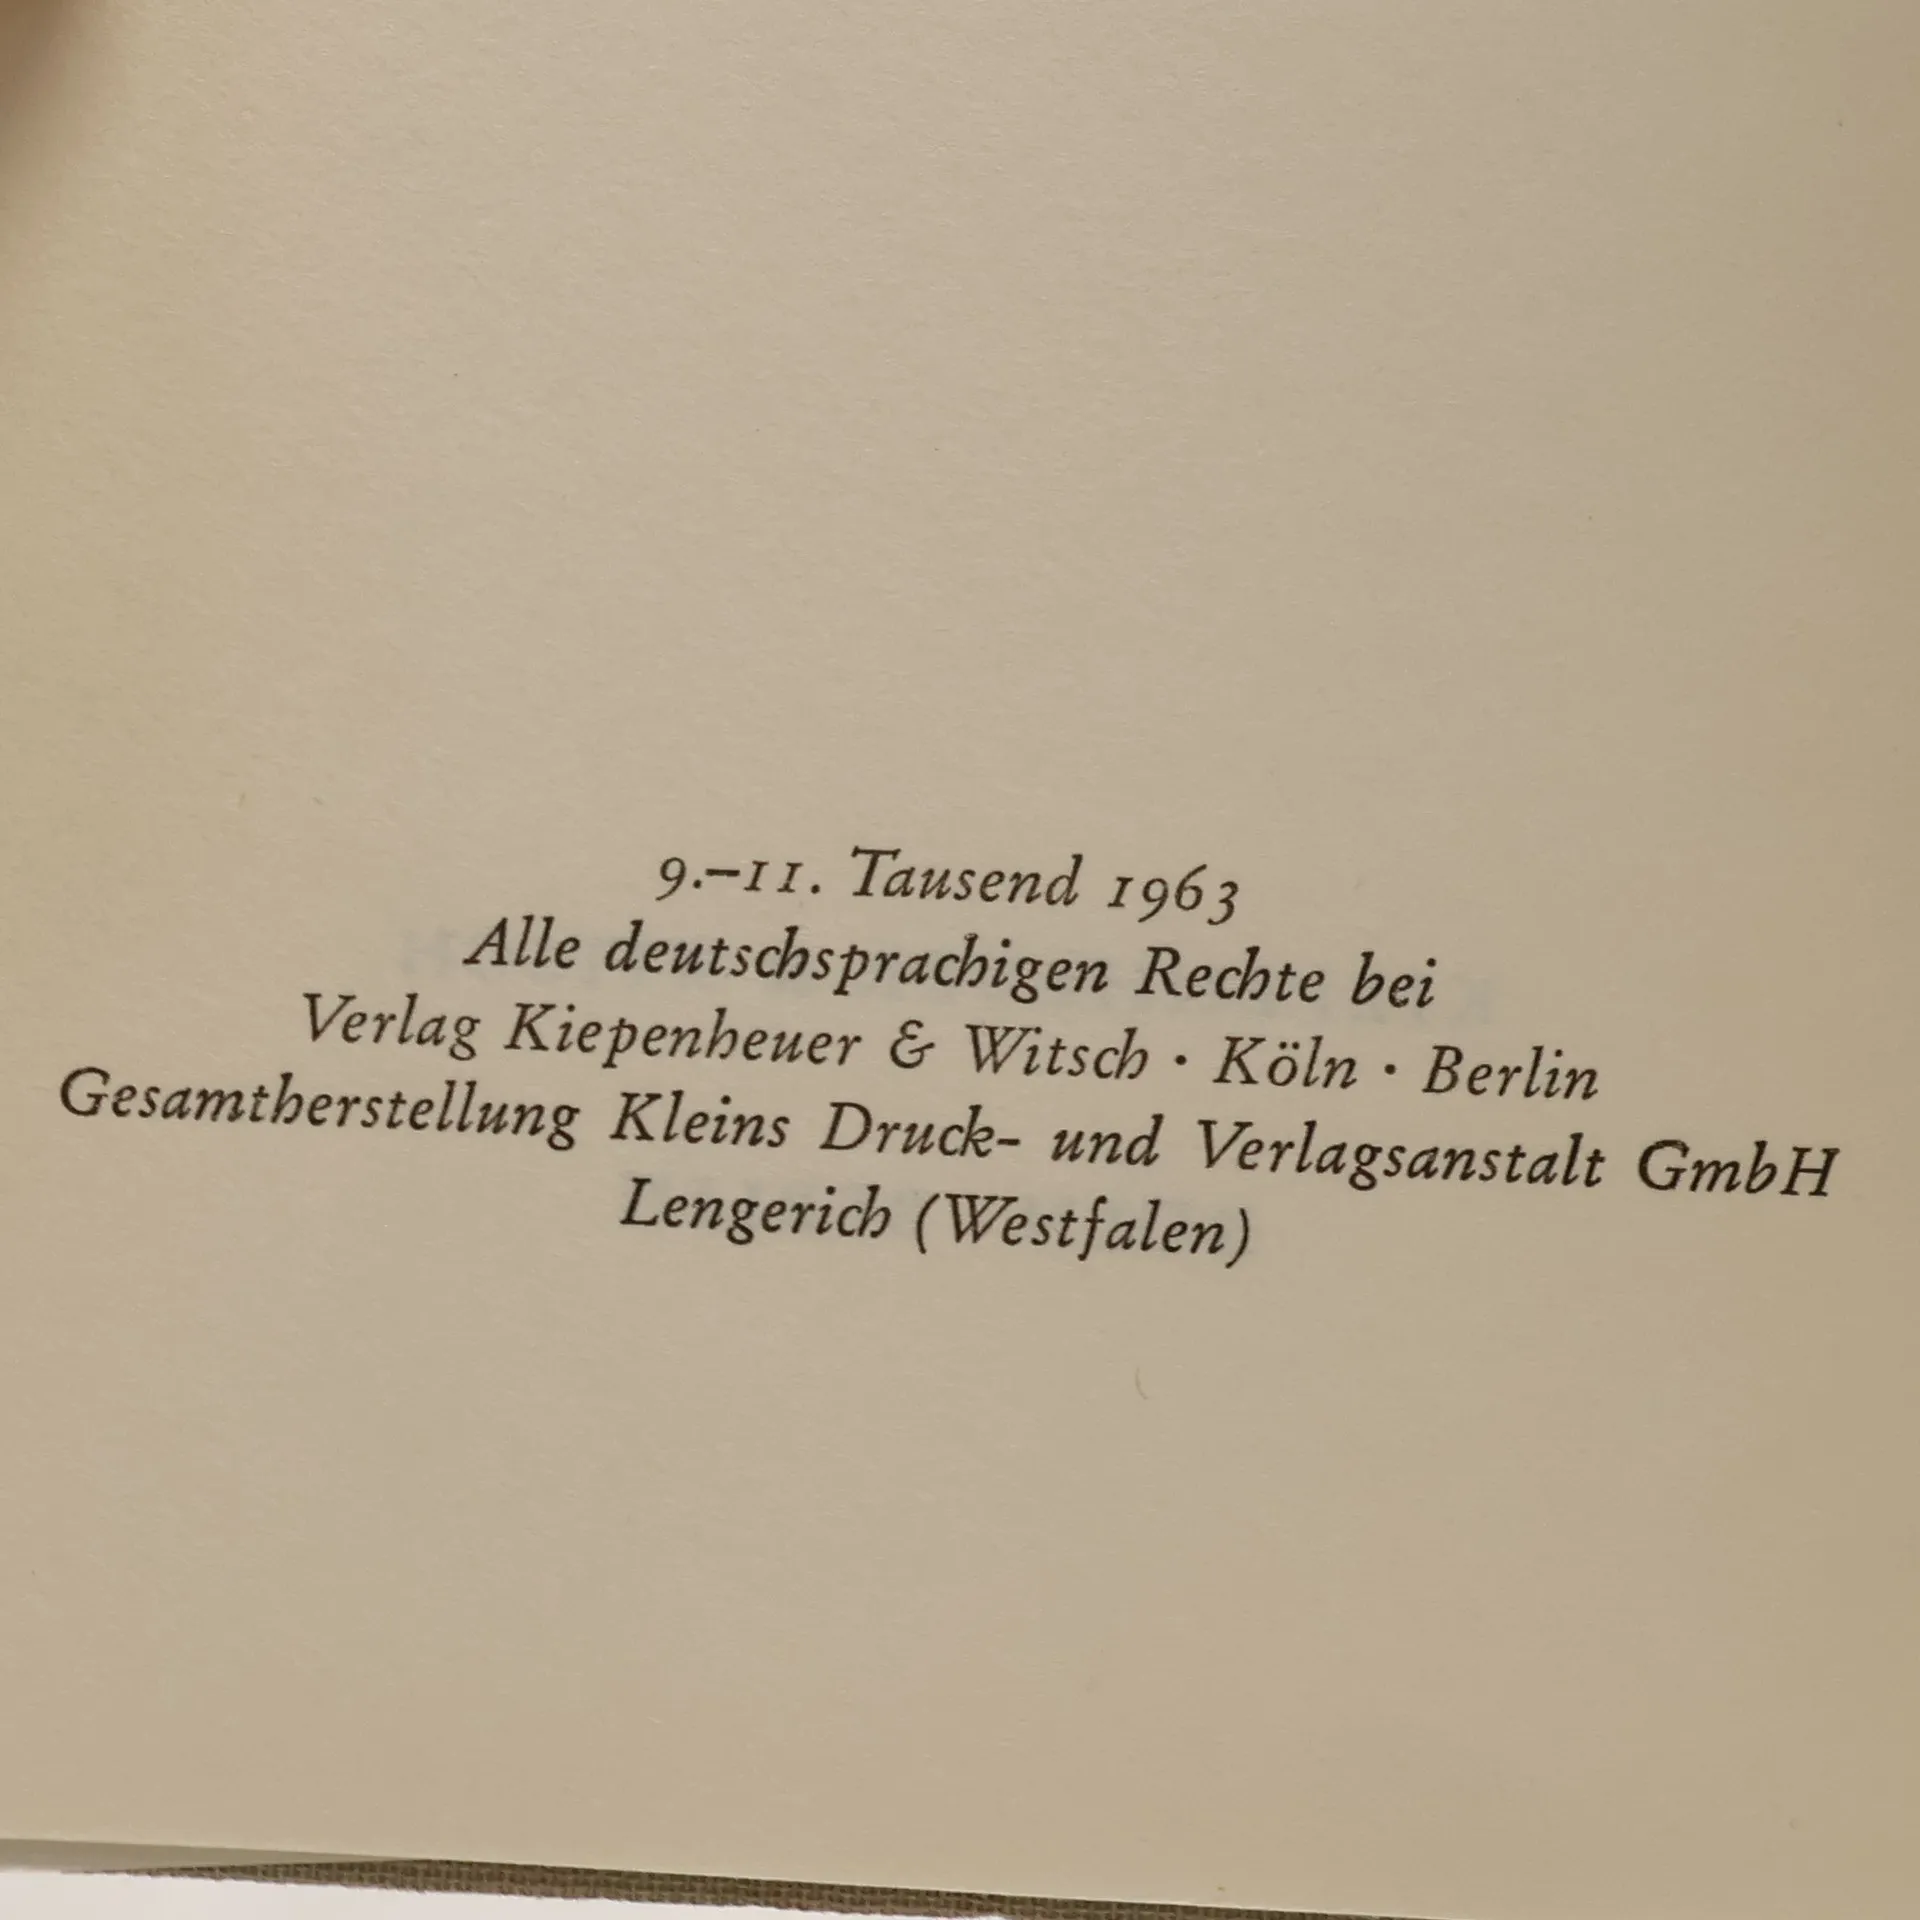 9.–11. Tausend 1963
Alle deutschsprachigen Rechte bei
Verlag Kiepenheuer & Witsch · Köln · Berlin
Gesamtherstellung Kleins Druck- und Verlagsanstalt GmbH
Lengerich (Westfalen)